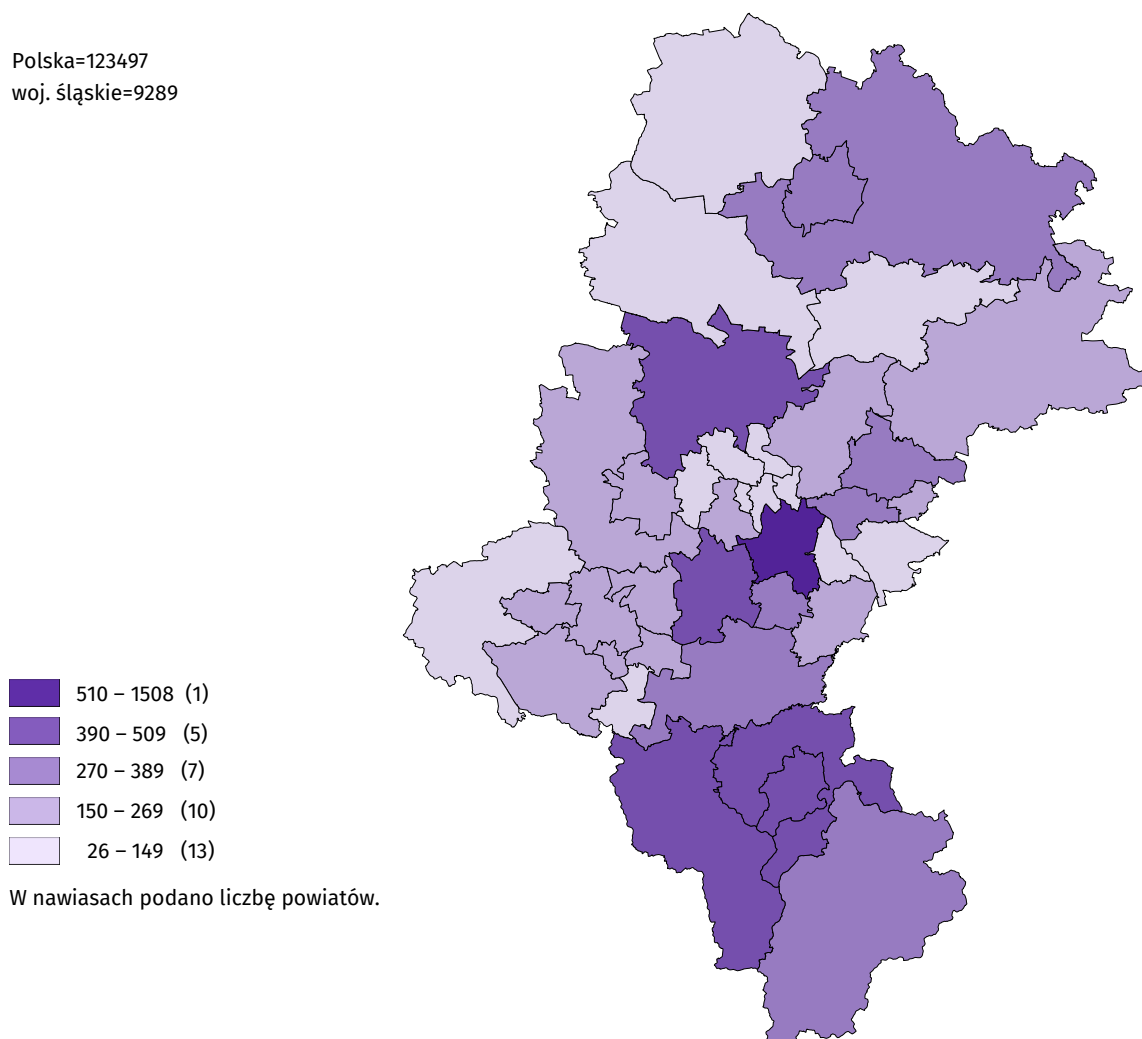 Polska=123497
woj. śląskie=9289
510 – 1508 (1)
390 – 509 (5)
270 – 389 (7)
150 – 269 (10)
26 – 149 (13)
W nawiasach podano liczbę powiatów.